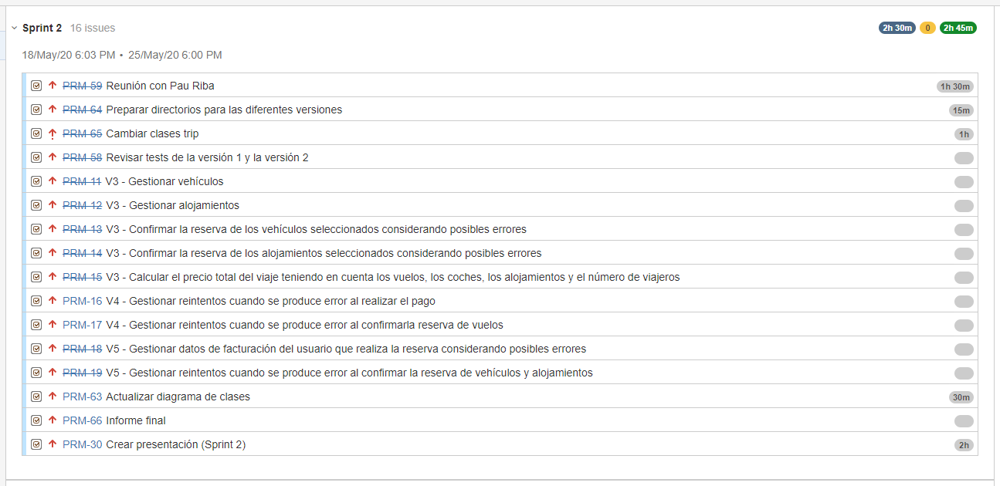 Sprint 2 16 issues 2h 30m 0 2h 45m
18/May/20 6:03 PM • 25/May/20 6:00 PM
PRM-59 Reunión con Pau Riba 1h 30m
PRM-64 Preparar directorios para las diferentes versiones 15m
PRM-65 Cambiar clases trip 1h
PRM-58 Revisar tests de la versión 1 y la versión 2
PRM-11 V3 - Gestionar vehículos
PRM-12 V3 - Gestionar alojamientos
PRM-13 V3 - Confirmar la reserva de los vehículos seleccionados considerando posibles errores
PRM-14 V3 - Confirmar la reserva de los alojamientos seleccionados considerando posibles errores
PRM-15 V3 - Calcular el precio total del viaje teniendo en cuenta los vuelos, los coches, los alojamientos y el número de viajeros
PRM-16 V4 - Gestionar reintentos cuando se produce error al realizar el pago
PRM-17 V4 - Gestionar reintentos cuando se produce error al confirmarla reserva de vuelos
PRM-18 V5 - Gestionar datos de facturación del usuario que realiza la reserva considerando posibles errores
PRM-19 V5 - Gestionar reintentos cuando se produce error al confirmar la reserva de vehículos y alojamientos
PRM-63 Actualizar diagrama de clases 30m
PRM-66 Informe final
PRM-30 Crear presentación (Sprint 2) 2h